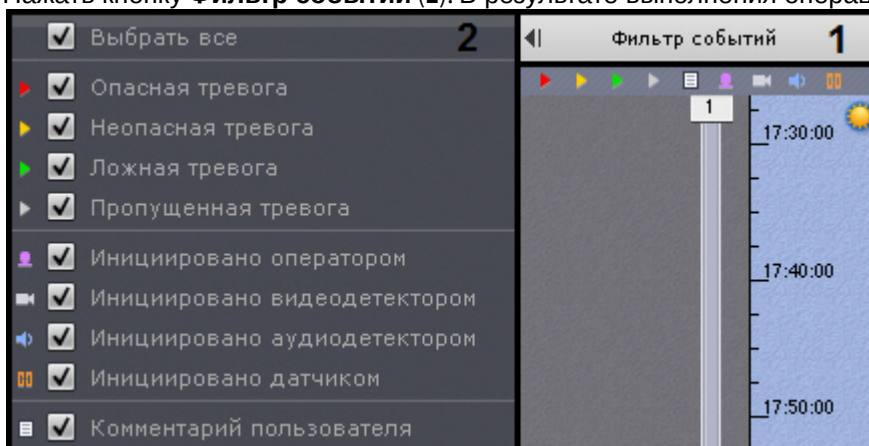 Нажать кнопку Фильтр событий (1). В результате выполнения операц
Выбрать все 2
Опасная тревога
Неопасная тревога
Ложная тревога
Пропущенная тревога
Инициировано оператором
Инициировано видеодетектором
Инициировано аудиодетектором
Инициировано датчиком
Комментарий пользователя
Фильтр событий 1
1
17:30:00
17:40:00
17:50:00